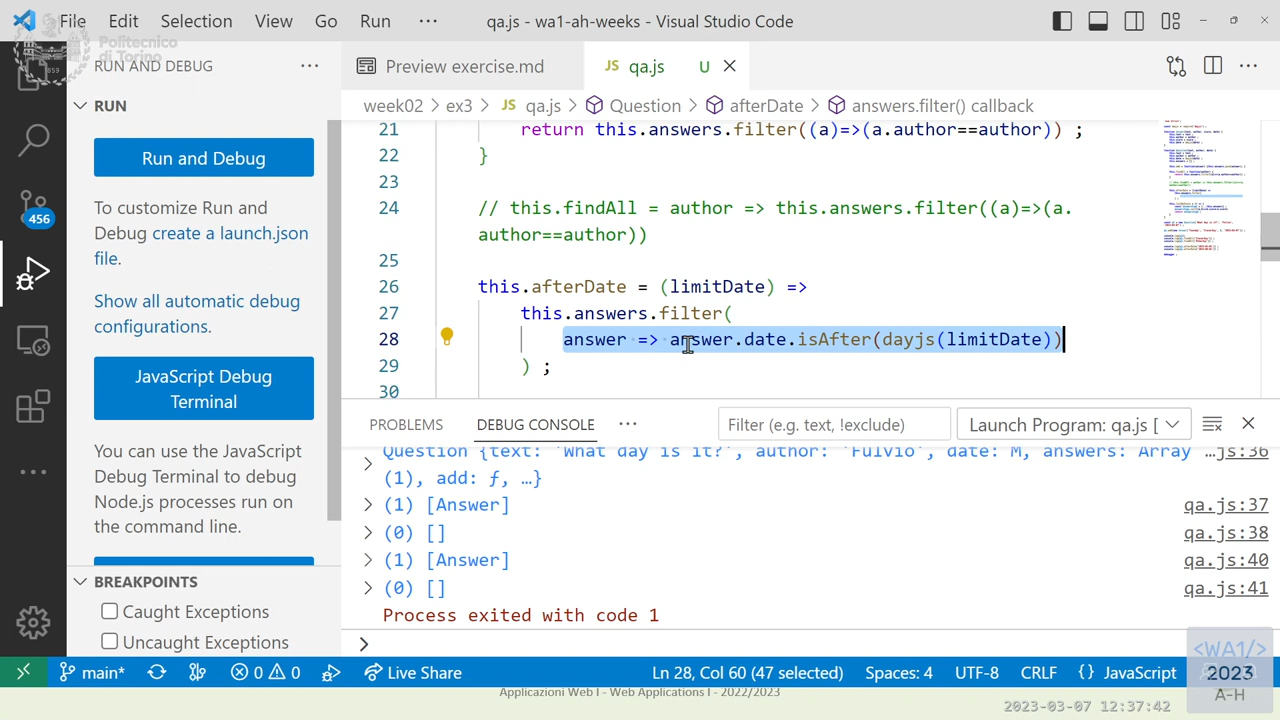 File Edit Selection View Go Run ··· qa.js - wa1-ah-weeks - Visual Studio Code
Politecnico
di Torino
RUN AND DEBUG ···
Preview exercise.md
JS qa.js U
RUN
week02 > ex3 > JS qa.js > Question > afterDate > answers.filter() callback
Run and Debug
To customize Run and
Debug create a launch.json
file.
Show all automatic debug
configurations.
JavaScript Debug
Terminal
You can use the JavaScript
Debug Terminal to debug
Node.js processes run on
the command line.
BREAKPOINTS
Caught Exceptions
Uncaught Exceptions
456
21 return this.answers.filter((a)=>(a.author==author)) ;
22 }
23
24 //this.findAll = author => this.answers.filter((a)=>(a.
author==author))
25
26 this.afterDate = (limitDate) =>
27 this.answers.filter(
28 answer => answer.date.isAfter(dayjs(limitDate))
29 ) ;
30
PROBLEMS DEBUG CONSOLE ··· Filter (e.g. text, !exclude) Launch Program: qa.js [
Question {text: 'What day is it?', author: 'Fulvio', date: M, answers: Array …js:36
(1), add: ƒ, …}
(1) [Answer] qa.js:37
(0) [] qa.js:38
(1) [Answer] qa.js:40
(0) [] qa.js:41
Process exited with code 1
>
main* 0 0 Live Share Ln 28, Col 60 (47 selected) Spaces: 4 UTF-8 CRLF {} JavaScript
<WA1/>
2023
A-H
Applicazioni Web I - Web Applications I - 2022/2023
2023-03-07 12:37:42